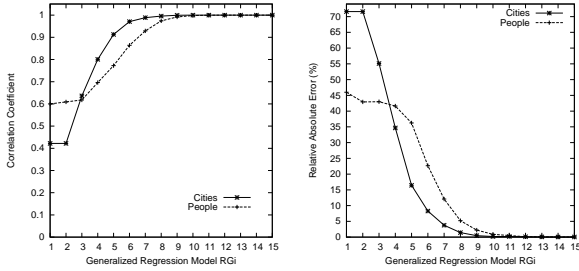 1
0.9
0.8
0.7
0.6
0.5
0.4
0.3
0.2
0.1
0
Correlation Coefficient
Cities
People
1 2 3 4 5 6 7 8 9 10 11 12 13 14 15
Generalized Regression Model RGi
70
65
60
55
50
45
40
35
30
25
20
15
10
5
0
Relative Absolute Error (%)
Cities
People
1 2 3 4 5 6 7 8 9 10 11 12 13 14 15
Generalized Regression Model RGi